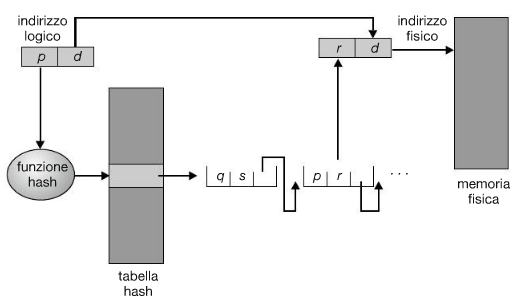 indirizzo
logico
p d
indirizzo
fisico
r d
funzione
hash
q s
p r
...
tabella
hash
memoria
fisica